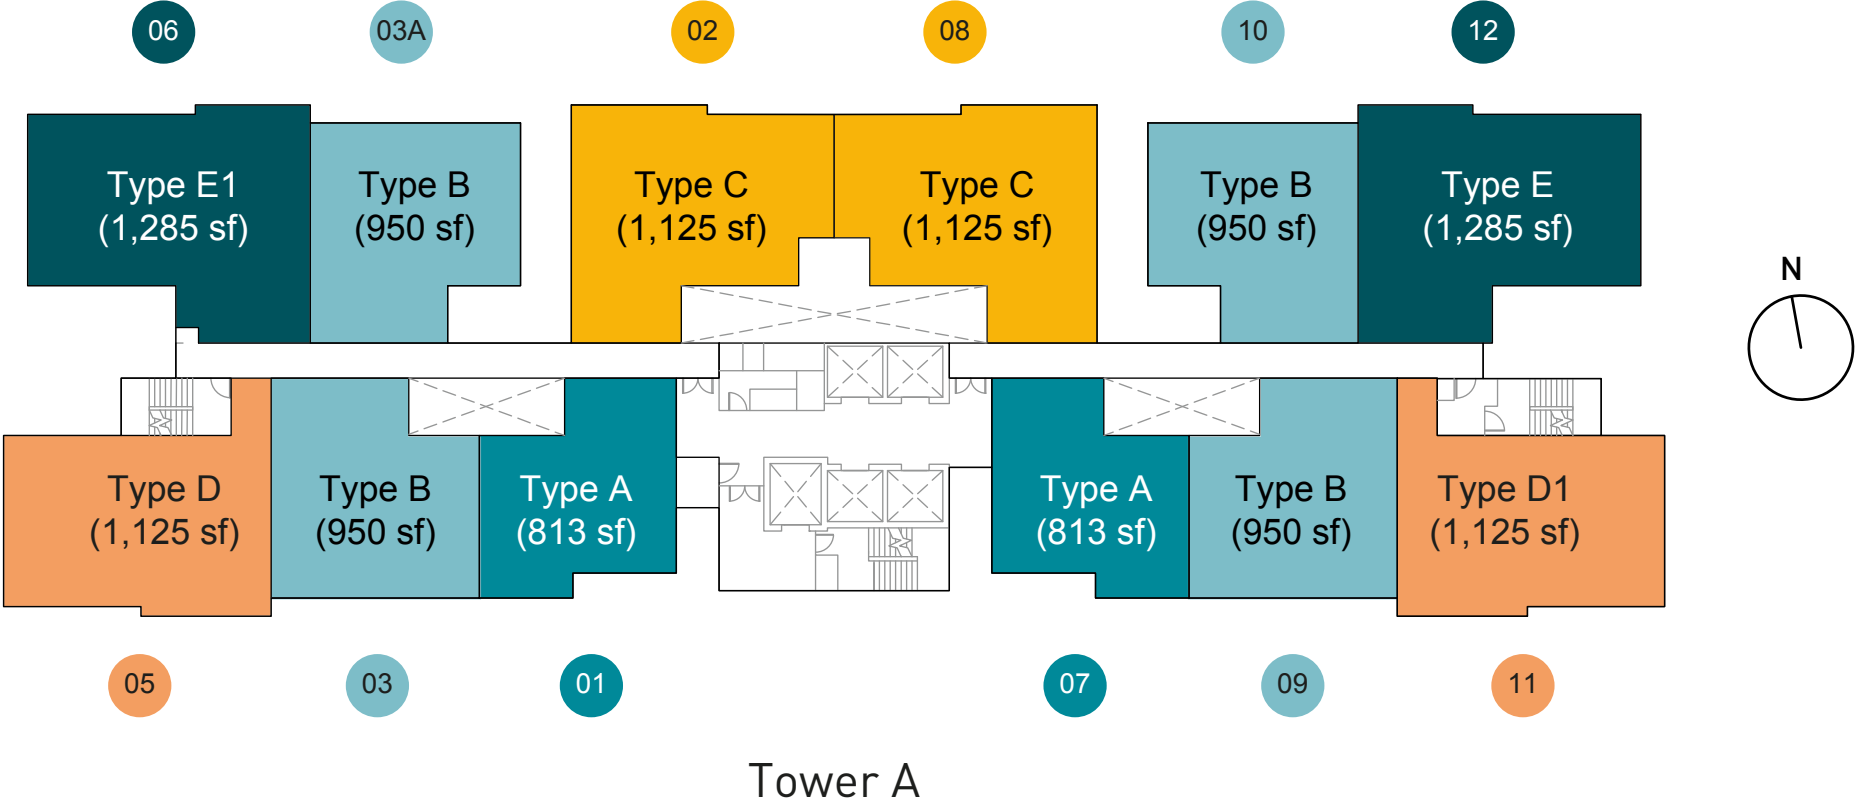 06
03A
02
08
10
12
Type E1
(1,285 sf)
Type B
(950 sf)
Type C
(1,125 sf)
Type C
(1,125 sf)
Type B
(950 sf)
Type E
(1,285 sf)
N
Type D
(1,125 sf)
Type B
(950 sf)
Type A
(813 sf)
Type A
(813 sf)
Type B
(950 sf)
Type D1
(1,125 sf)
05
03
01
07
09
11
Tower A